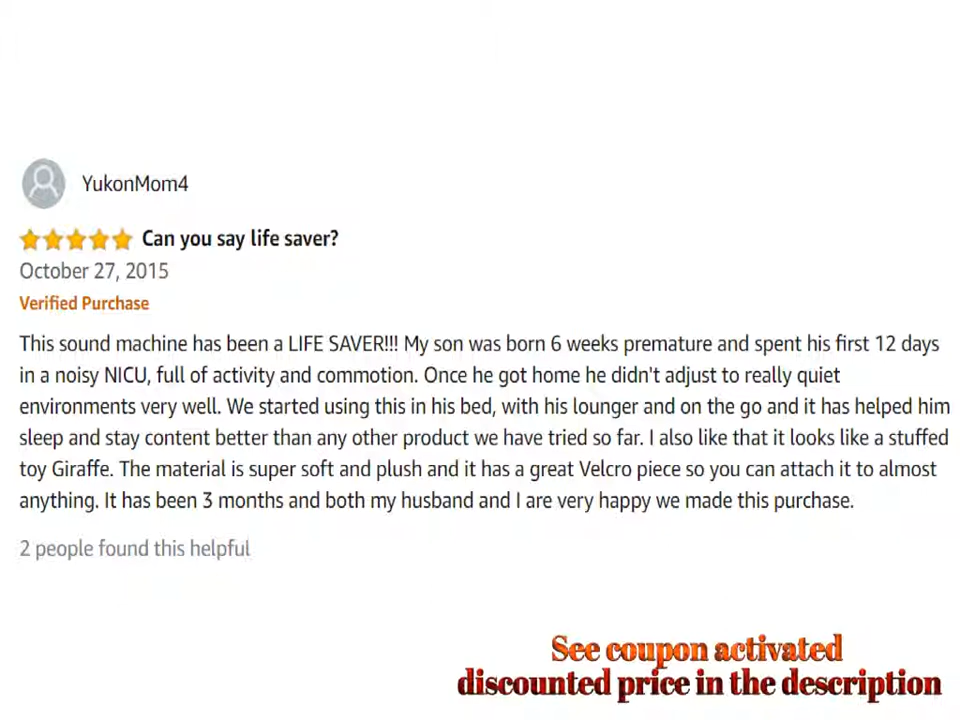 YukonMom4
Can you say life saver?
October 27, 2015
Verified Purchase
This sound machine has been a LIFE SAVER!!! My son was born 6 weeks premature and spent his first 12 days
in a noisy NICU, full of activity and commotion. Once he got home he didn't adjust to really quiet
environments very well. We started using this in his bed, with his lounger and on the go and it has helped him
sleep and stay content better than any other product we have tried so far. I also like that it looks like a stuffed
toy Giraffe. The material is super soft and plush and it has a great Velcro piece so you can attach it to almost
anything. It has been 3 months and both my husband and I are very happy we made this purchase.
2 people found this helpful
See coupon activated
discounted price in the description